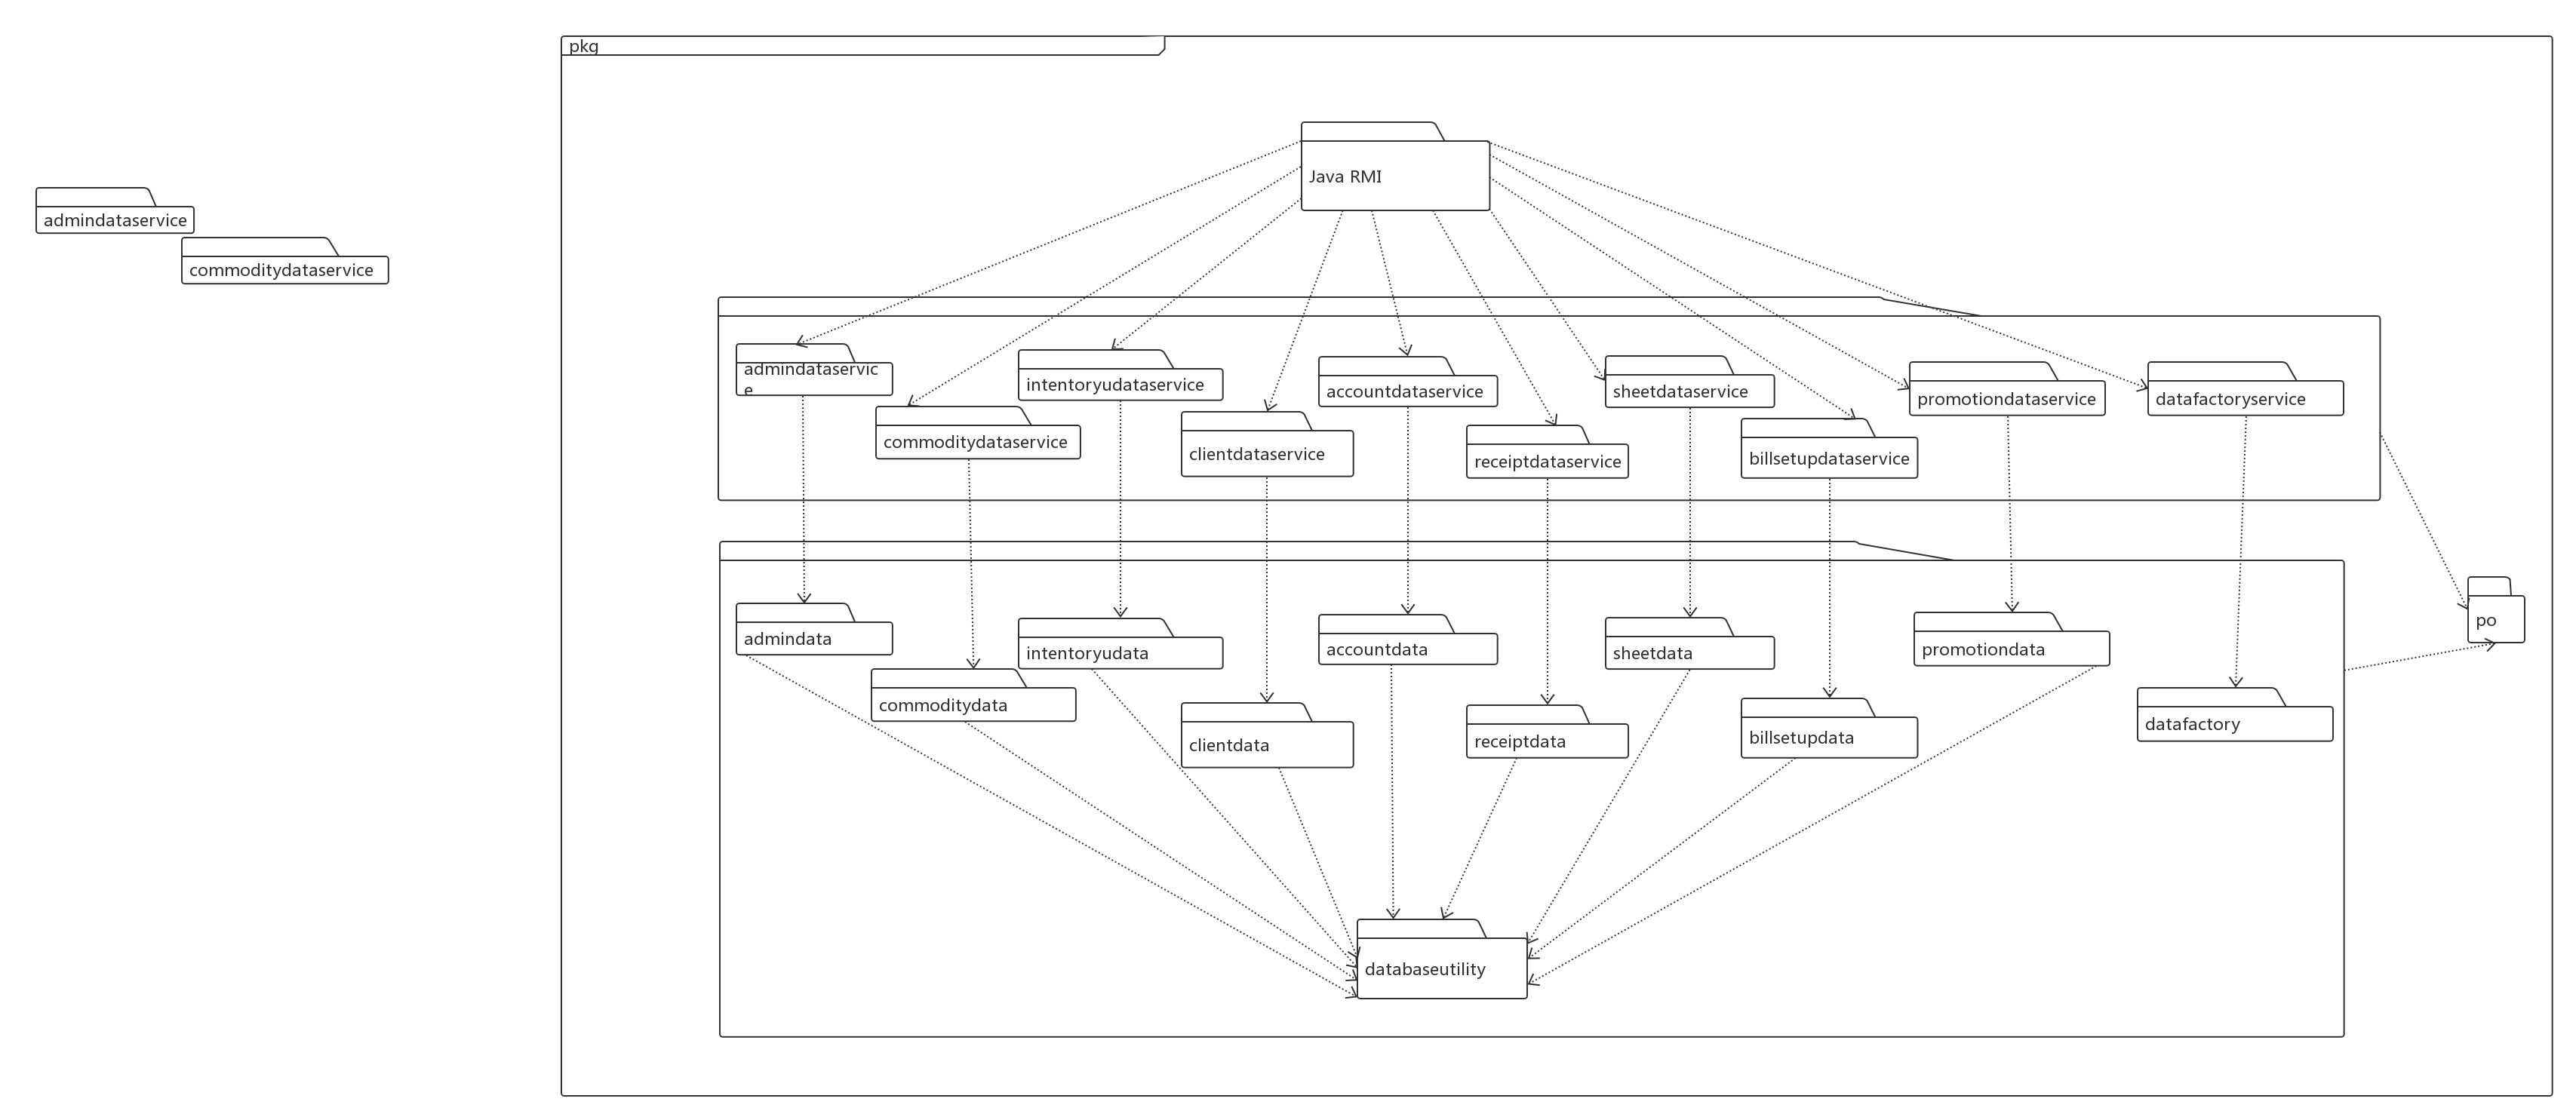 pkg
Java RMI
admindataservice
commoditydataservice
admindataservic
e
intentoryudataservice
accountdataservice
sheetdataservice
promotiondataservice
datafactoryservice
commoditydataservice
clientdataservice
receiptdataservice
billsetupdataservice
po
admindata
intentoryudata
accountdata
sheetdata
promotiondata
commoditydata
clientdata
receiptdata
billsetupdata
datafactory
databaseutility